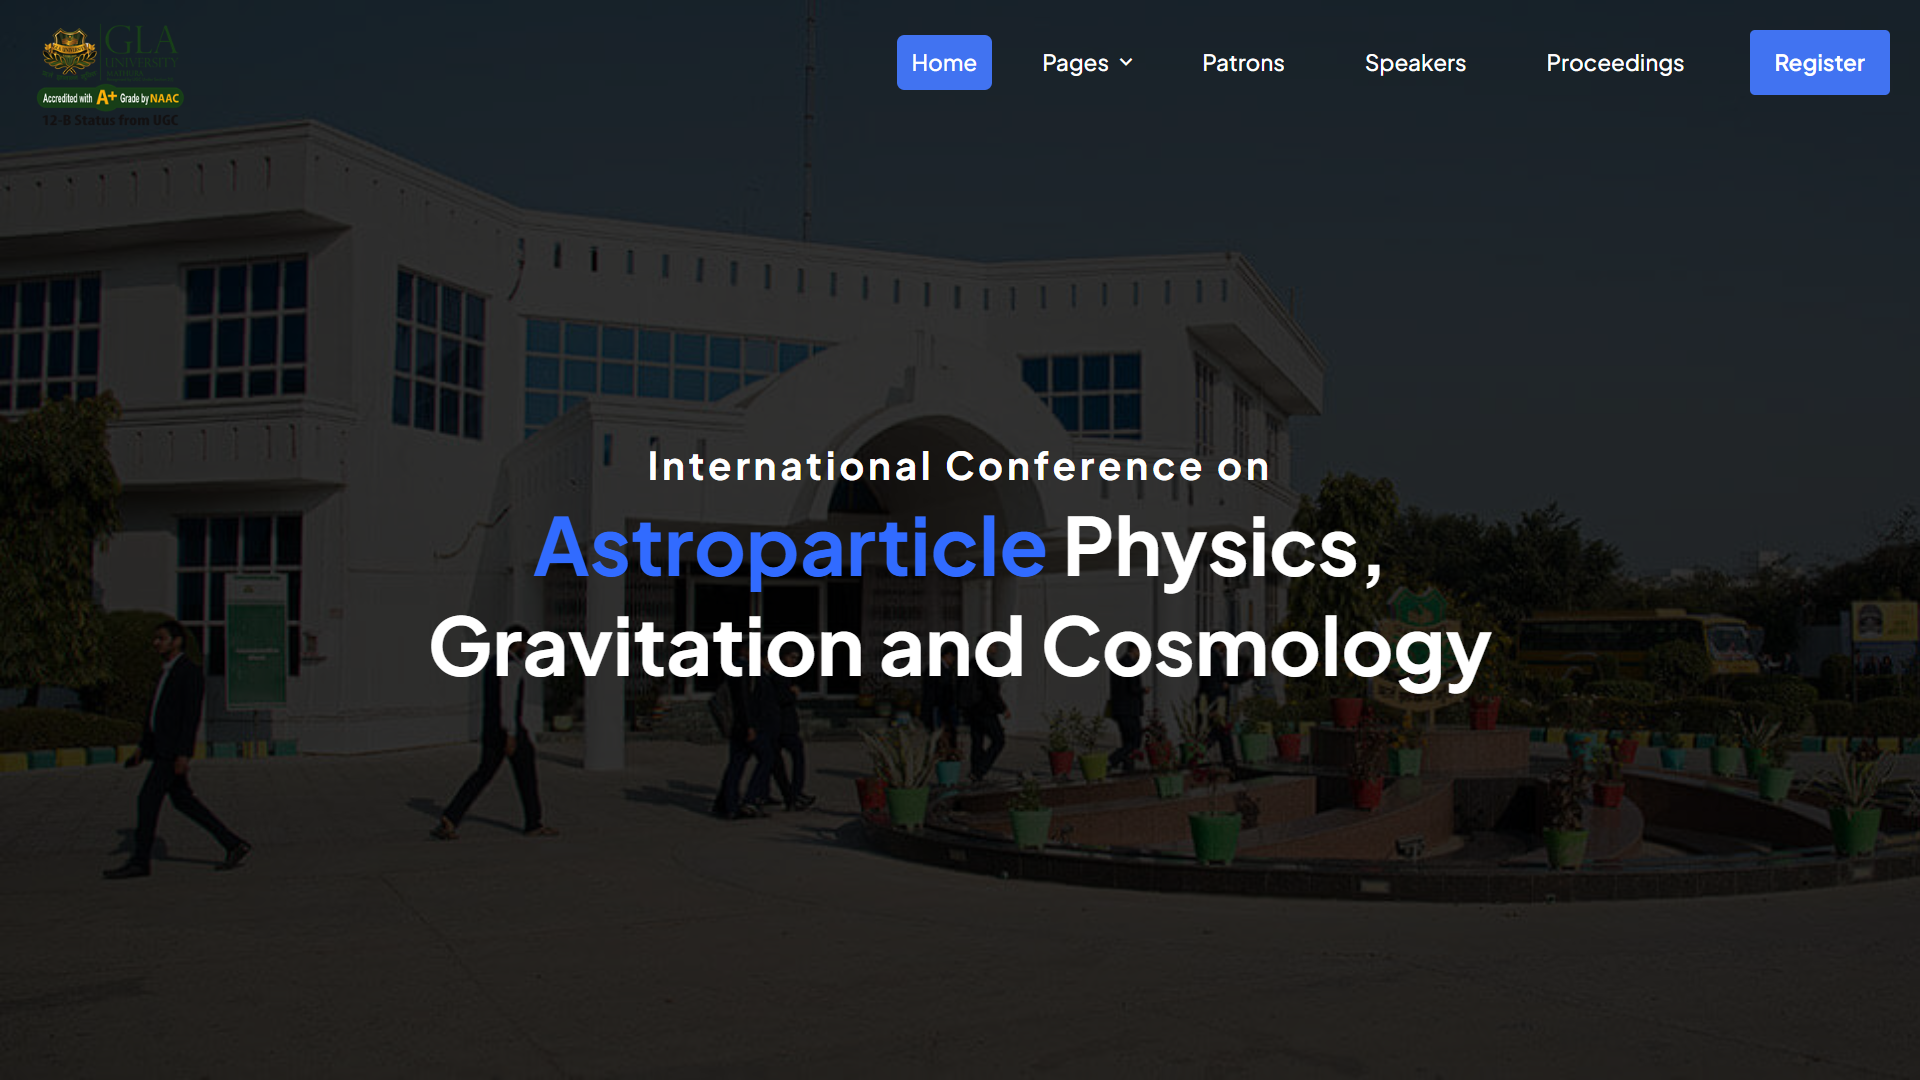 GLA
UNIVERSITY
Accredited with A+ Grade by NAAC
12-B Status from UGC
Home
Pages
Patrons
Speakers
Proceedings
Register
International Conference on
Astroparticle Physics,
Gravitation and Cosmology